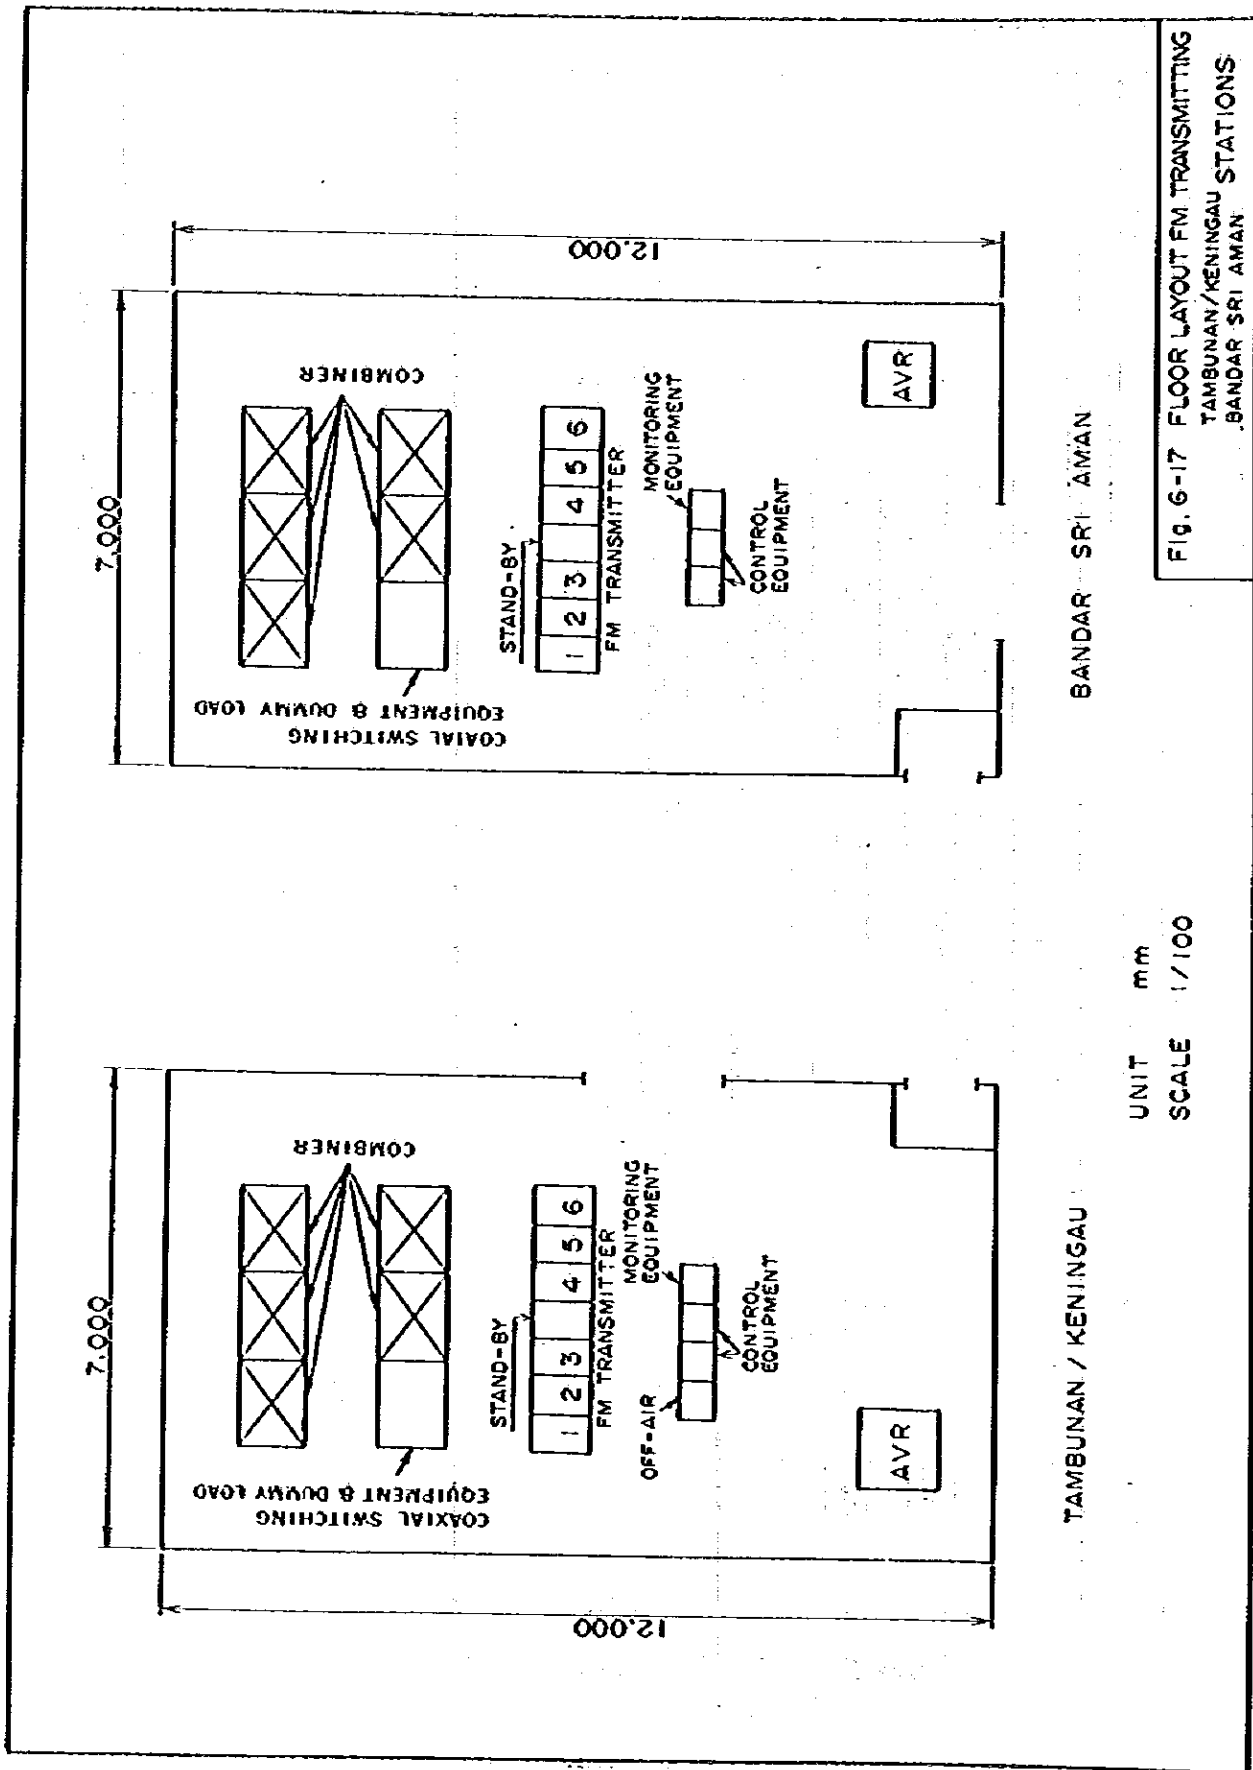 7,000
12,000
COMBINER
COAXIAL SWITCHING
EQUIPMENT & DUMMY LOAD
STAND-BY
1 2 3 4 5 6
FM TRANSMITTER
OFF-AIR
MONITORING
EQUIPMENT
CONTROL
EQUIPMENT
AVR
TAMBUNAN / KENINGAU
7,000
12,000
COMBINER
COAXIAL SWITCHING
EQUIPMENT & DUMMY LOAD
STAND-BY
1 2 3 4 5 6
FM TRANSMITTER
MONITORING
EQUIPMENT
CONTROL
EQUIPMENT
AVR
BANDAR SRI AMAN
UNIT mm
SCALE 1/100
Fig. 6-17 FLOOR LAYOUT FM TRANSMITTING
TAMBUNAN/KENINGAU STATIONS
BANDAR SRI AMAN